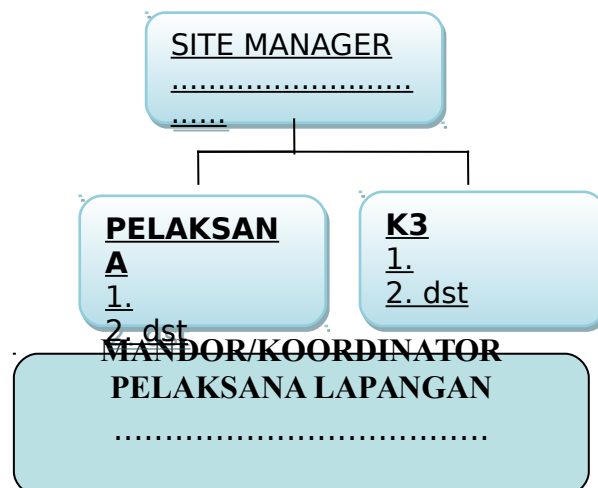 SITE MANAGER
..........................
......
PELAKSAN
A
1.
2. dst
K3
1.
2. dst
MANDOR/KOORDINATOR
PELAKSANA LAPANGAN
....................................